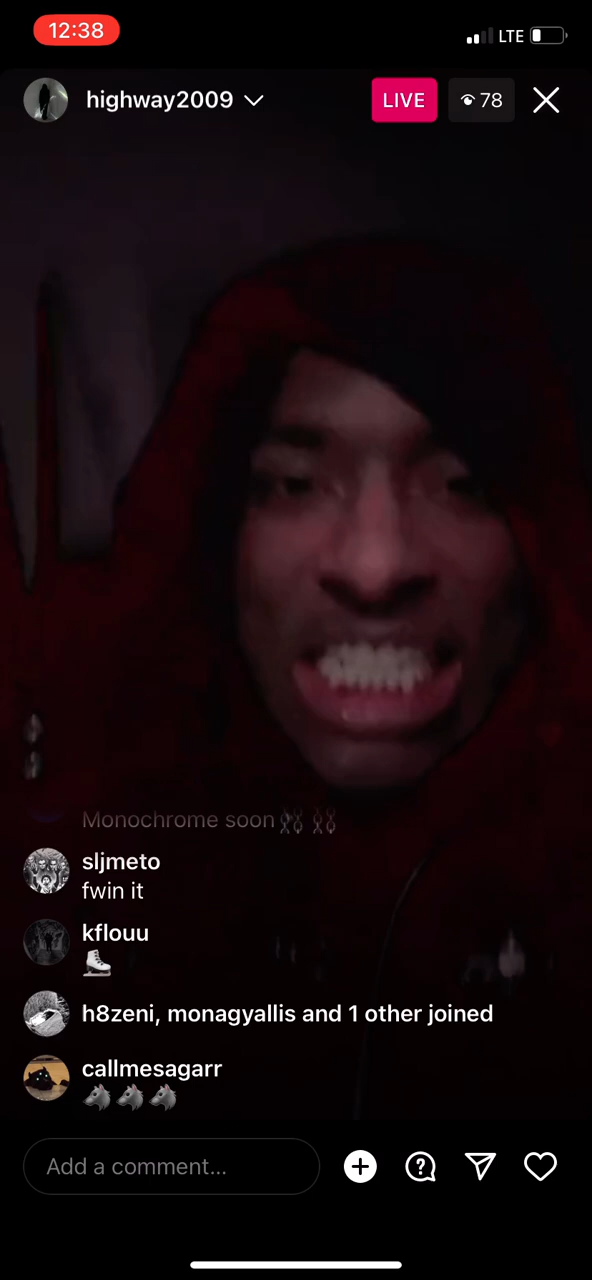 12:38
LTE
highway2009
LIVE
78
Monochrome soon⛓️⛓️
sljmeto
fwin it
kflouu
⛸️
h8zeni, monagyallis and 1 other joined
callmesagarr
🐺🐺🐺
Add a comment...